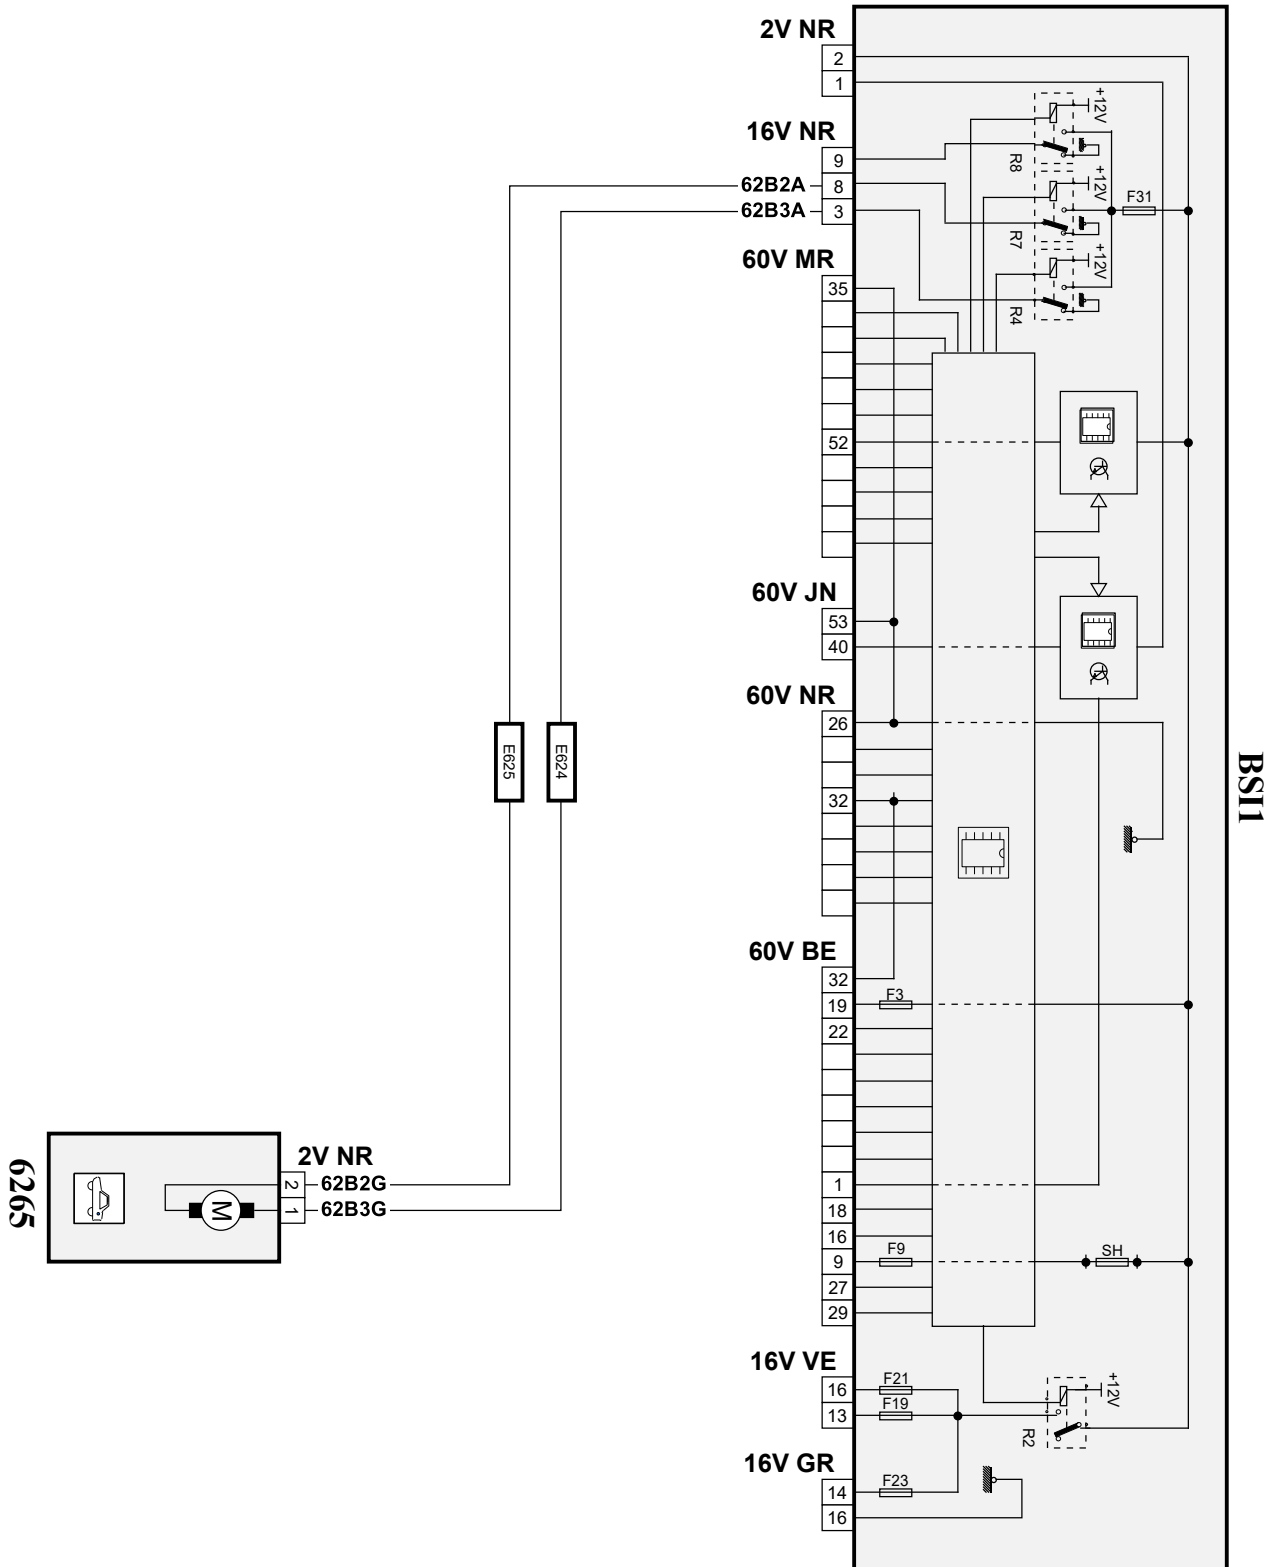 2V NR
2
1
+12V
16V NR
9
R8
62B2A
8
+12V
F31
62B3A
3
R7
60V MR
+12V
35
R4
52
60V JN
53
40
60V NR
26
E625
E624
BSI1
32
60V BE
32
F3
19
22
2V NR
2
62B2G
1
18
M
1
62B3G
6265
16
F9
SH
9
27
29
16V VE
F21
16
+12V
F19
13
R2
16V GR
F23
14
16